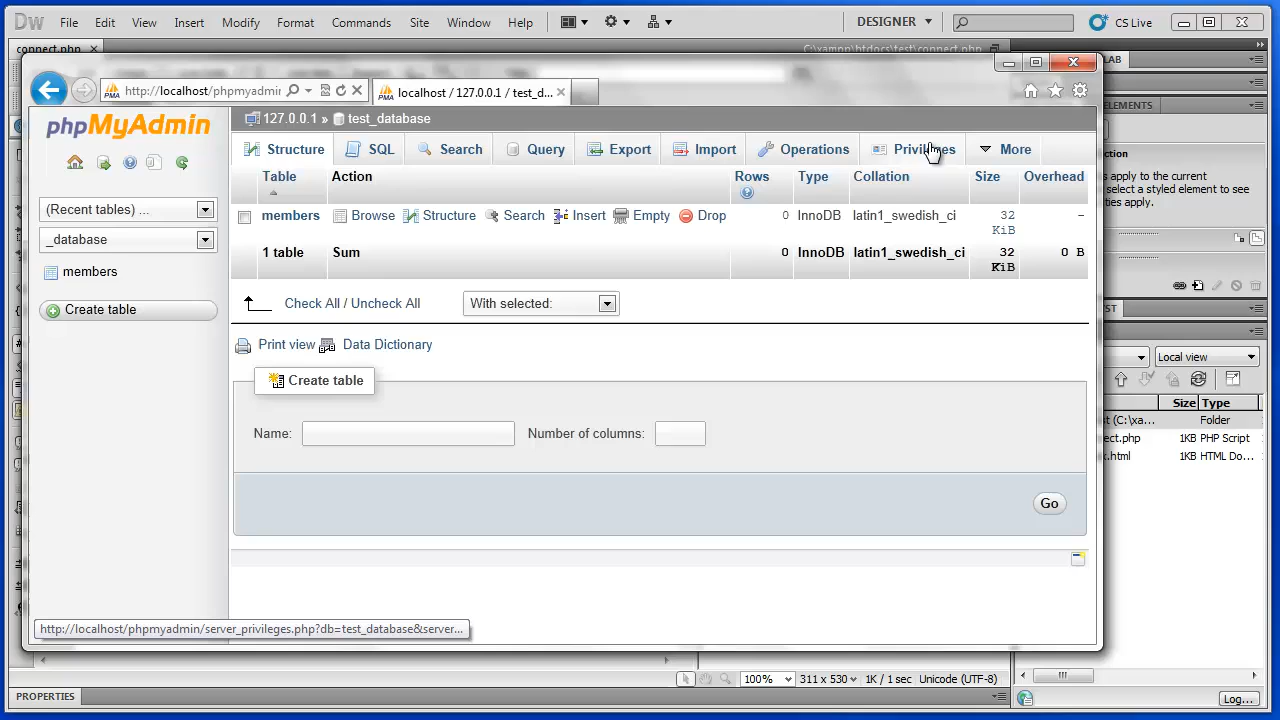 Dw File Edit View Insert Modify Format Commands Site Window Help DESIGNER CS Live
connect.php C:\xampp\htdocs\test\connect.php LAB
http://localhost/phpmyadmi localhost / 127.0.0.1 / test_d...
ELEMENTS
phpMyAdmin
127.0.0.1 » test_database
Structure SQL Search Query Export Import Operations Privileges More
Table Action Rows Type Collation Size Overhead
members Browse Structure Search Insert Empty Drop 0 InnoDB latin1_swedish_ci 32 KiB -
1 table Sum 0 InnoDB latin1_swedish_ci 32 KiB 0 B
(Recent tables) ...
_database
members
Create table
Check All / Uncheck All With selected:
Print view Data Dictionary
Create table
Name: Number of columns:
Go
http://localhost/phpmyadmin/server_privileges.php?db=test_database&server...
ction
s apply to the current
select a styled element to see
butes apply.
ST
Local view
Size Type
t (C:\xa... Folder
ect.php 1KB PHP Script
.html 1KB HTML Do...
100% 311 x 530 1K / 1 sec Unicode (UTF-8)
PROPERTIES
Log...